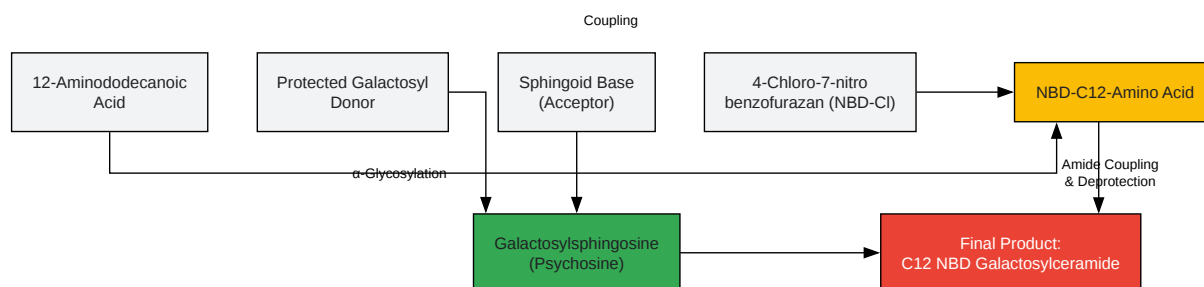 Coupling
12-Aminododecanoic
Acid
Protected Galactosyl
Donor
Sphingoid Base
(Acceptor)
4-Chloro-7-nitro
benzofurazan (NBD-Cl)
NBD-C12-Amino Acid
α-Glycosylation
Amide Coupling
& Deprotection
Galactosylsphingosine
(Psychosine)
Final Product:
C12 NBD Galactosylceramide